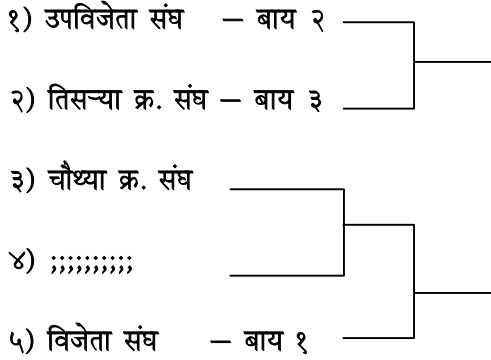 १) उपविजेता संघ – बाय २
२) तिसऱ्या क्र. संघ – बाय ३
३) चौथ्या क्र. संघ
४) ;;;;;;;;;;
५) विजेता संघ – बाय १